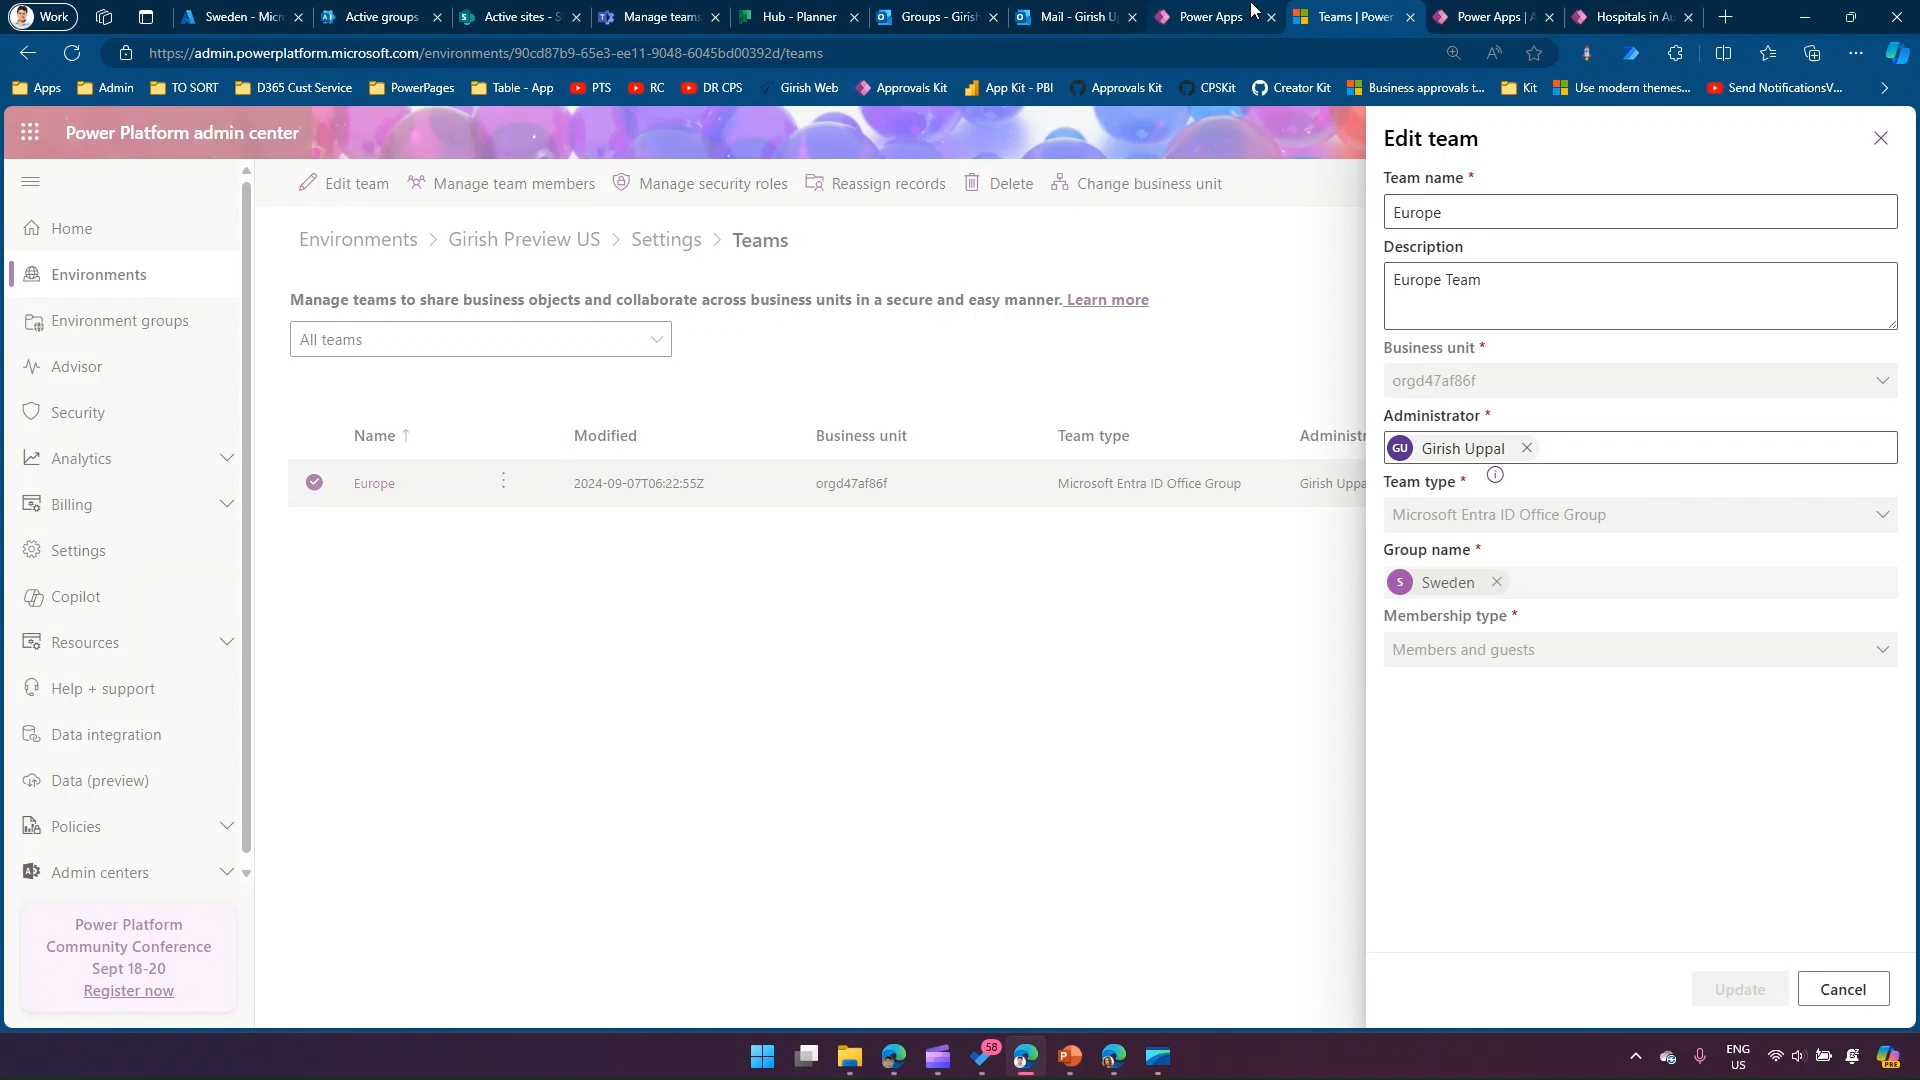 Work
Sweden - Micr
Active groups
Active sites - S
Manage teams
Hub - Planner
Groups - Girish
Mail - Girish U
Power Apps
Teams | Power
Power Apps | A
Hospitals in Au
https://admin.powerplatform.microsoft.com/environments/90cd87b9-65e3-ee11-9048-6045bd00392d/teams
Apps
Admin
TO SORT
D365 Cust Service
PowerPages
Table - App
PTS
RC
DR CPS
Girish Web
Approvals Kit
App Kit - PBI
Approvals Kit
CPSKit
Creator Kit
Business approvals t...
Kit
Use modern themes...
Send NotificationsV...
Power Platform admin center
Home
Environments
Environment groups
Advisor
Security
Analytics
Billing
Settings
Copilot
Resources
Help + support
Data integration
Data (preview)
Policies
Admin centers
Power Platform
Community Conference
Sept 18-20
Register now
Edit team
Manage team members
Manage security roles
Reassign records
Delete
Change business unit
Environments > Girish Preview US > Settings > Teams
Manage teams to share business objects and collaborate across business units in a secure and easy manner. Learn more
All teams
Name ↑
Modified
Business unit
Team type
Administr
Europe
2024-09-07T06:22:55Z
orgd47af86f
Microsoft Entra ID Office Group
Girish Uppa
Edit team
Team name *
Europe
Description
Europe Team
Business unit *
orgd47af86f
Administrator *
GU Girish Uppal
Team type *
Microsoft Entra ID Office Group
Group name *
S Sweden
Membership type *
Members and guests
Update
Cancel
58
ENG
US
PRE